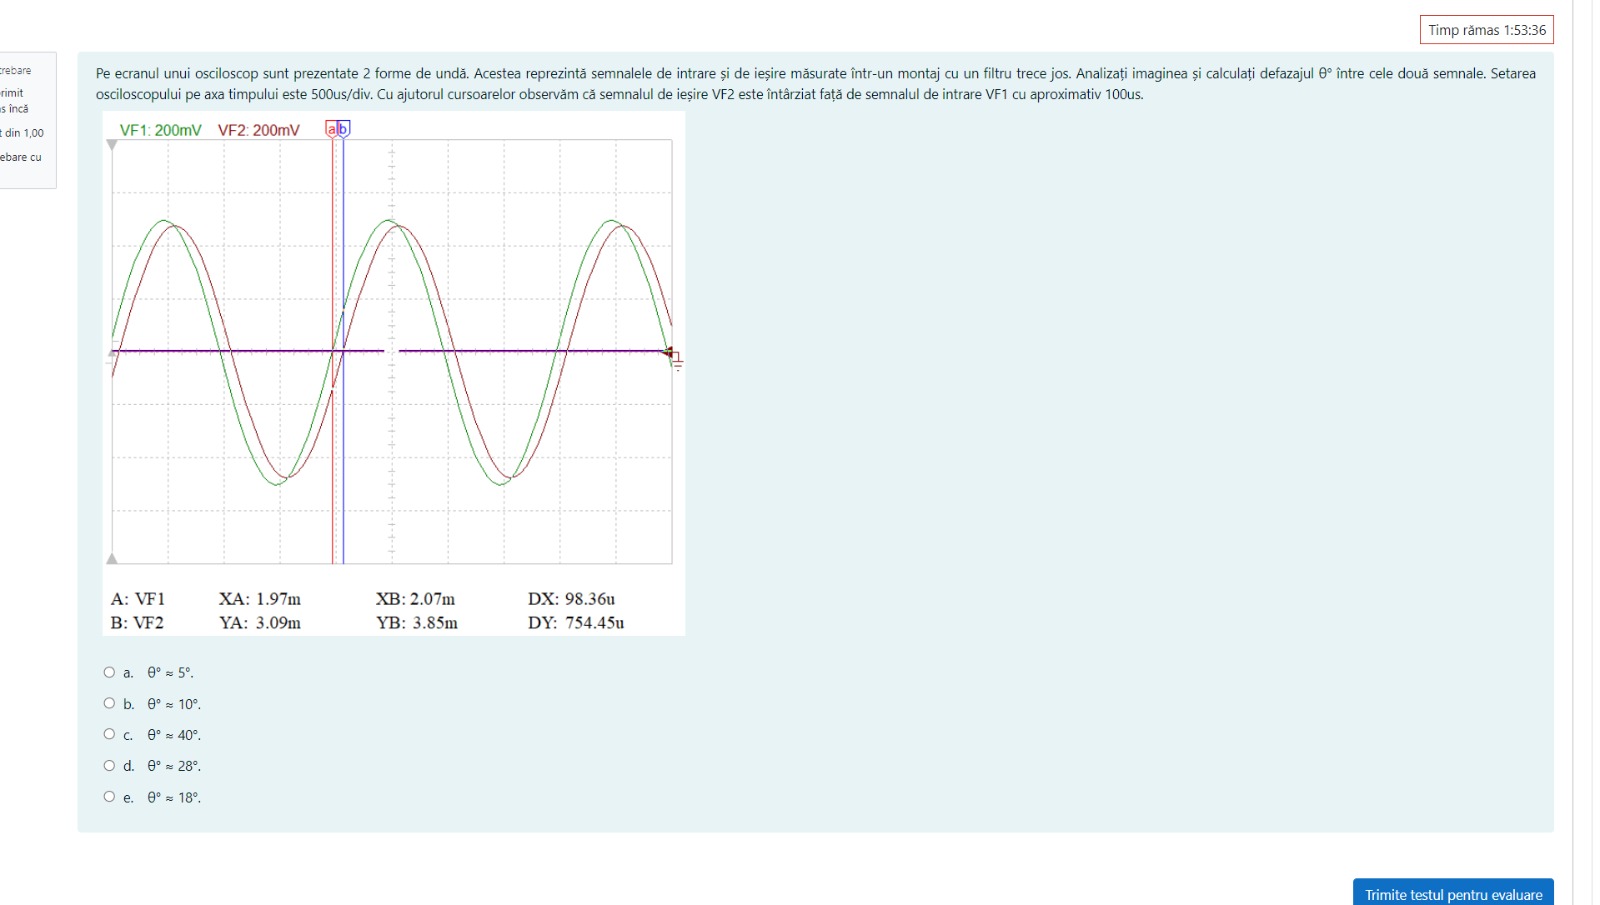 Timp rămas 1:53:36
rimit
s încă
t din 1,00
ebare cu
Pe ecranul unui osciloscop sunt prezentate 2 forme de undă. Acestea reprezintă semnalele de intrare și de ieșire măsurate într-un montaj cu un filtru trece jos. Analizați imaginea și calculați defazajul θ° între cele două semnale. Setarea
osciloscopului pe axa timpului este 500us/div. Cu ajutorul cursoarelor observăm că semnalul de ieșire VF2 este întârziat față de semnalul de intrare VF1 cu aproximativ 100us.
VF1: 200mV VF2: 200mV a b
A: VF1 XA: 1.97m XB: 2.07m DX: 98.36u
B: VF2 YA: 3.09m YB: 3.85m DY: 754.45u
a. θ° ≈ 5°.
b. θ° ≈ 10°.
c. θ° ≈ 40°.
d. θ° ≈ 28°.
e. θ° ≈ 18°.
Trimite testul pentru evaluare